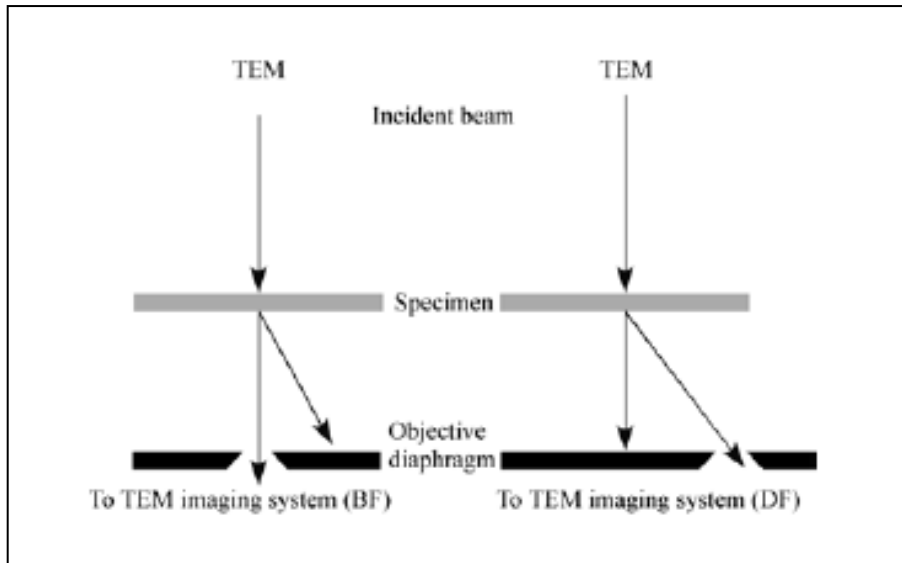 TEM
TEM
Incident beam
Specimen
Objective
diaphragm
To TEM imaging system (BF)
To TEM imaging system (DF)